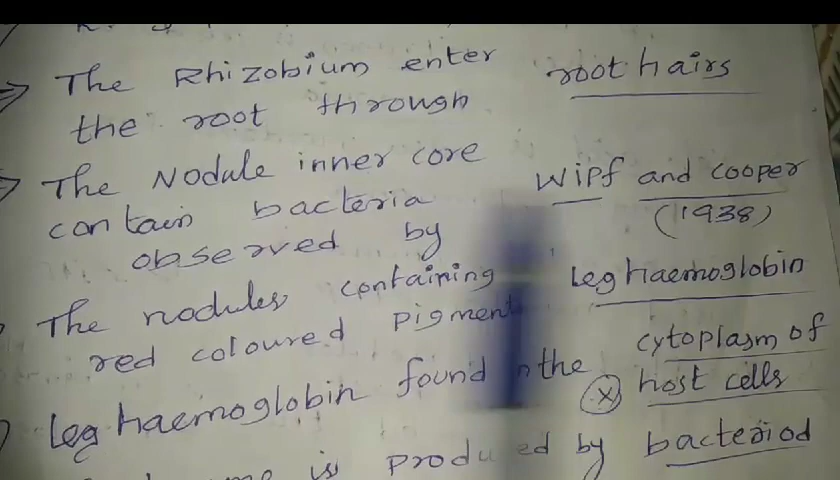 The Rhizobium enter root hairs
the root through
The Nodule inner core Wipf and cooper
contain bacteria (1938)
observed by
The nodules containing leg haemoglobin
red coloured pigment
leg haemoglobin found the cytoplasm of
(x) host cells
is produced by bacteriod